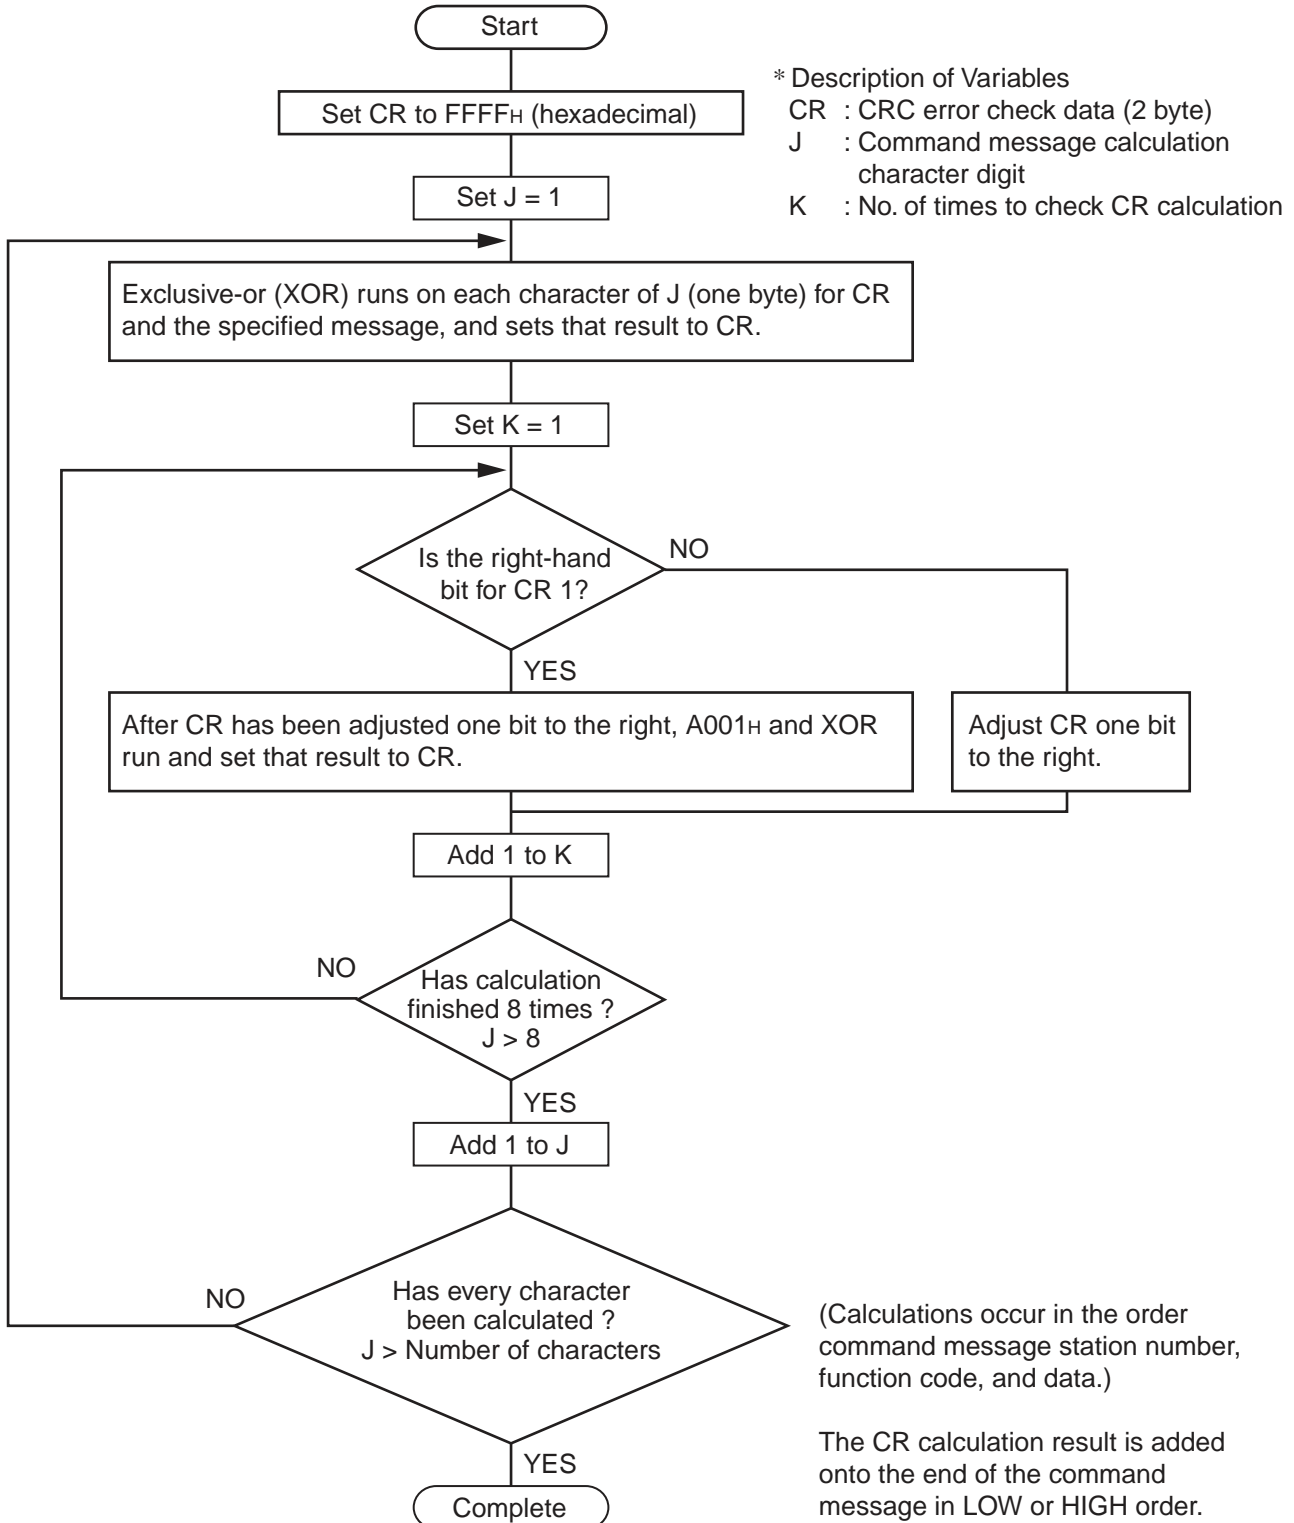 Start
* Description of Variables
Set CR to FFFFH (hexadecimal)
CR : CRC error check data (2 byte)
J : Command message calculation
character digit
Set J = 1
K : No. of times to check CR calculation
Exclusive-or (XOR) runs on each character of J (one byte) for CR
and the specified message, and sets that result to CR.
Set K = 1
Is the right-hand
bit for CR 1?
NO
YES
After CR has been adjusted one bit to the right, A001H and XOR
run and set that result to CR.
Adjust CR one bit
to the right.
Add 1 to K
NO
Has calculation
finished 8 times ?
J > 8
YES
Add 1 to J
NO
Has every character
been calculated ?
J > Number of characters
(Calculations occur in the order
command message station number,
function code, and data.)
YES
The CR calculation result is added
onto the end of the command
message in LOW or HIGH order.
Complete